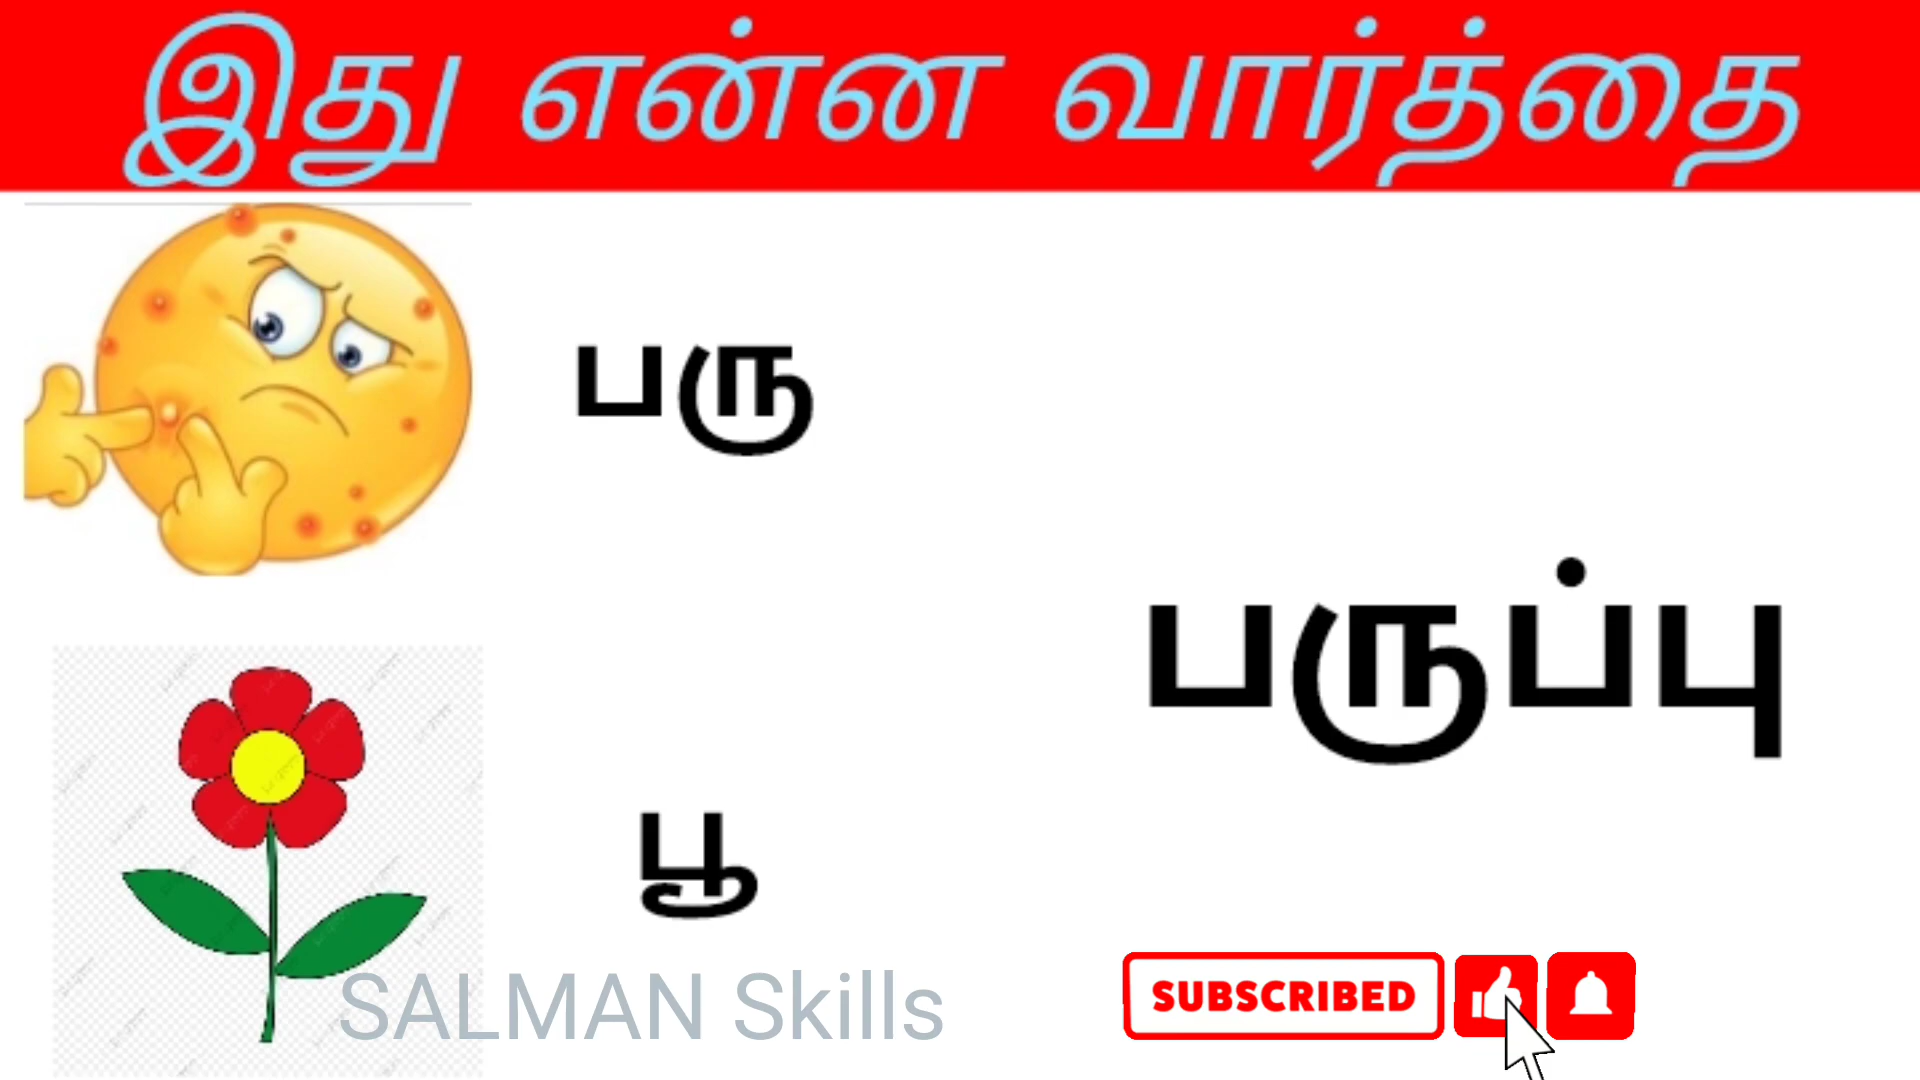 இது என்ன வார்த்தை
பரு
பருப்பு
பூ
SALMAN Skills
SUBSCRIBED